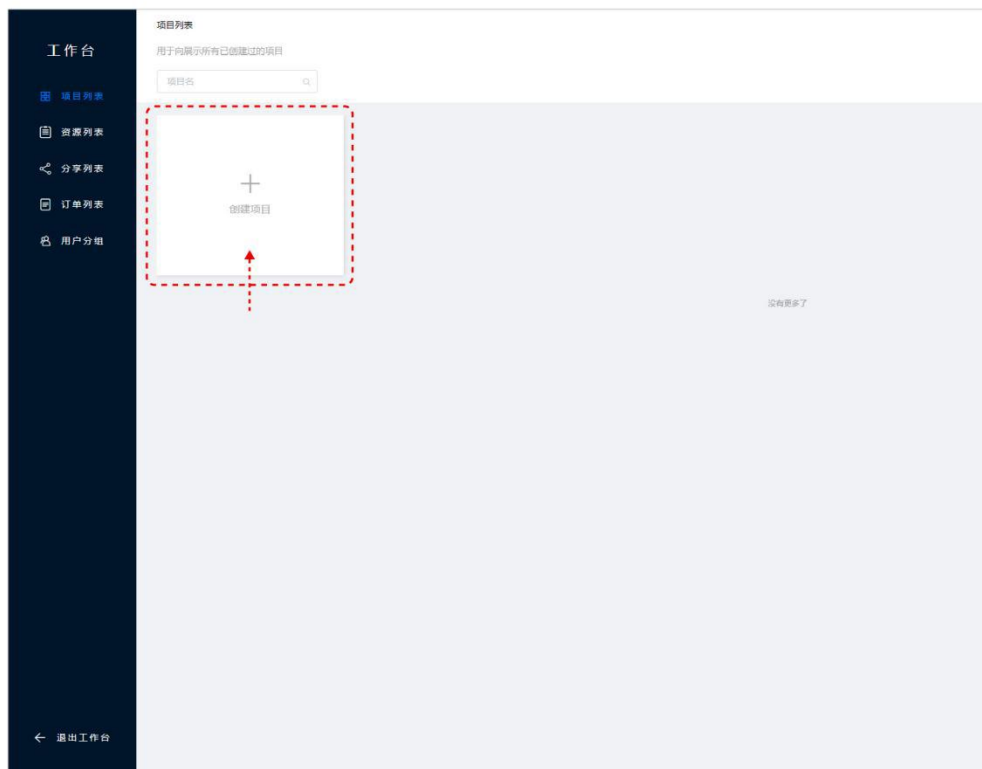 工作台
项目列表
资源列表
分享列表
订单列表
用户分组
退出工作台
项目列表
用于向展示所有已创建过的项目
项目名
创建项目
没有更多了